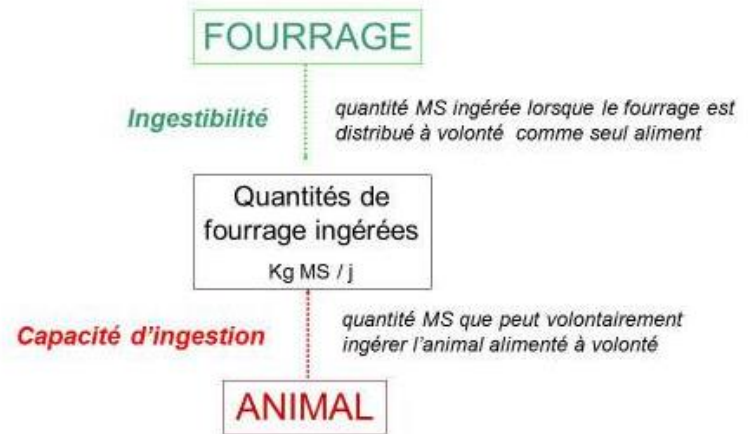 FOURRAGE
Ingestibilité
quantité MS ingérée lorsque le fourrage est
distribué à volonté comme seul aliment
Quantités de
fourrage ingérées
Kg MS / j
Capacité d'ingestion
quantité MS que peut volontairement
ingérer l'animal alimenté à volonté
ANIMAL